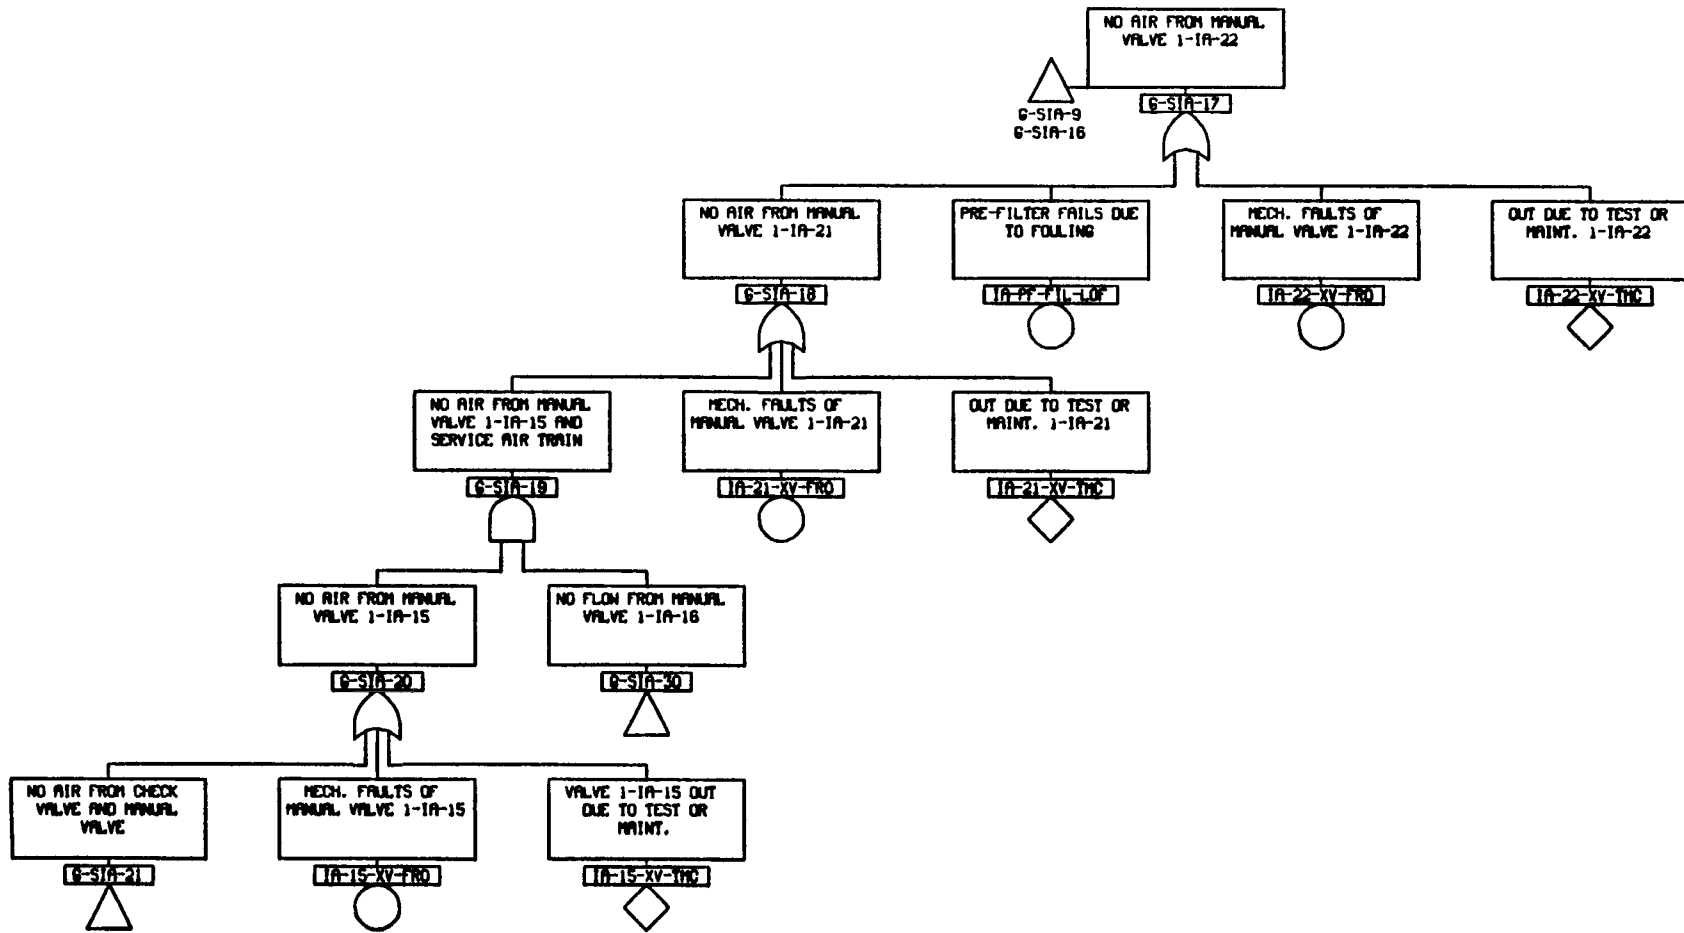 NO AIR FROM MANUAL
VALVE 1-IA-22
G-SIA-9
G-SIA-16
G-SIA-17
NO AIR FROM MANUAL
VALVE 1-IA-21
G-SIA-18
PRE-FILTER FAILS DUE
TO FOULING
IA-PF-FIL-LOF
MECH. FAULTS OF
MANUAL VALVE 1-IA-22
IA-22-XV-FRO
OUT DUE TO TEST OR
MAINT. 1-IA-22
IA-22-XV-TMC
NO AIR FROM MANUAL
VALVE 1-IA-15 AND
SERVICE AIR TRAIN
G-SIA-19
MECH. FAULTS OF
MANUAL VALVE 1-IA-21
IA-21-XV-FRO
OUT DUE TO TEST OR
MAINT. 1-IA-21
IA-21-XV-TMC
NO AIR FROM MANUAL
VALVE 1-IA-15
G-SIA-20
NO FLOW FROM MANUAL
VALVE 1-IA-16
G-SIA-30
NO AIR FROM CHECK
VALVE AND MANUAL
VALVE
G-SIA-21
MECH. FAULTS OF
MANUAL VALVE 1-IA-15
IA-15-XV-FRO
VALVE 1-IA-15 OUT
DUE TO TEST OR
MAINT.
IA-15-XV-TMC